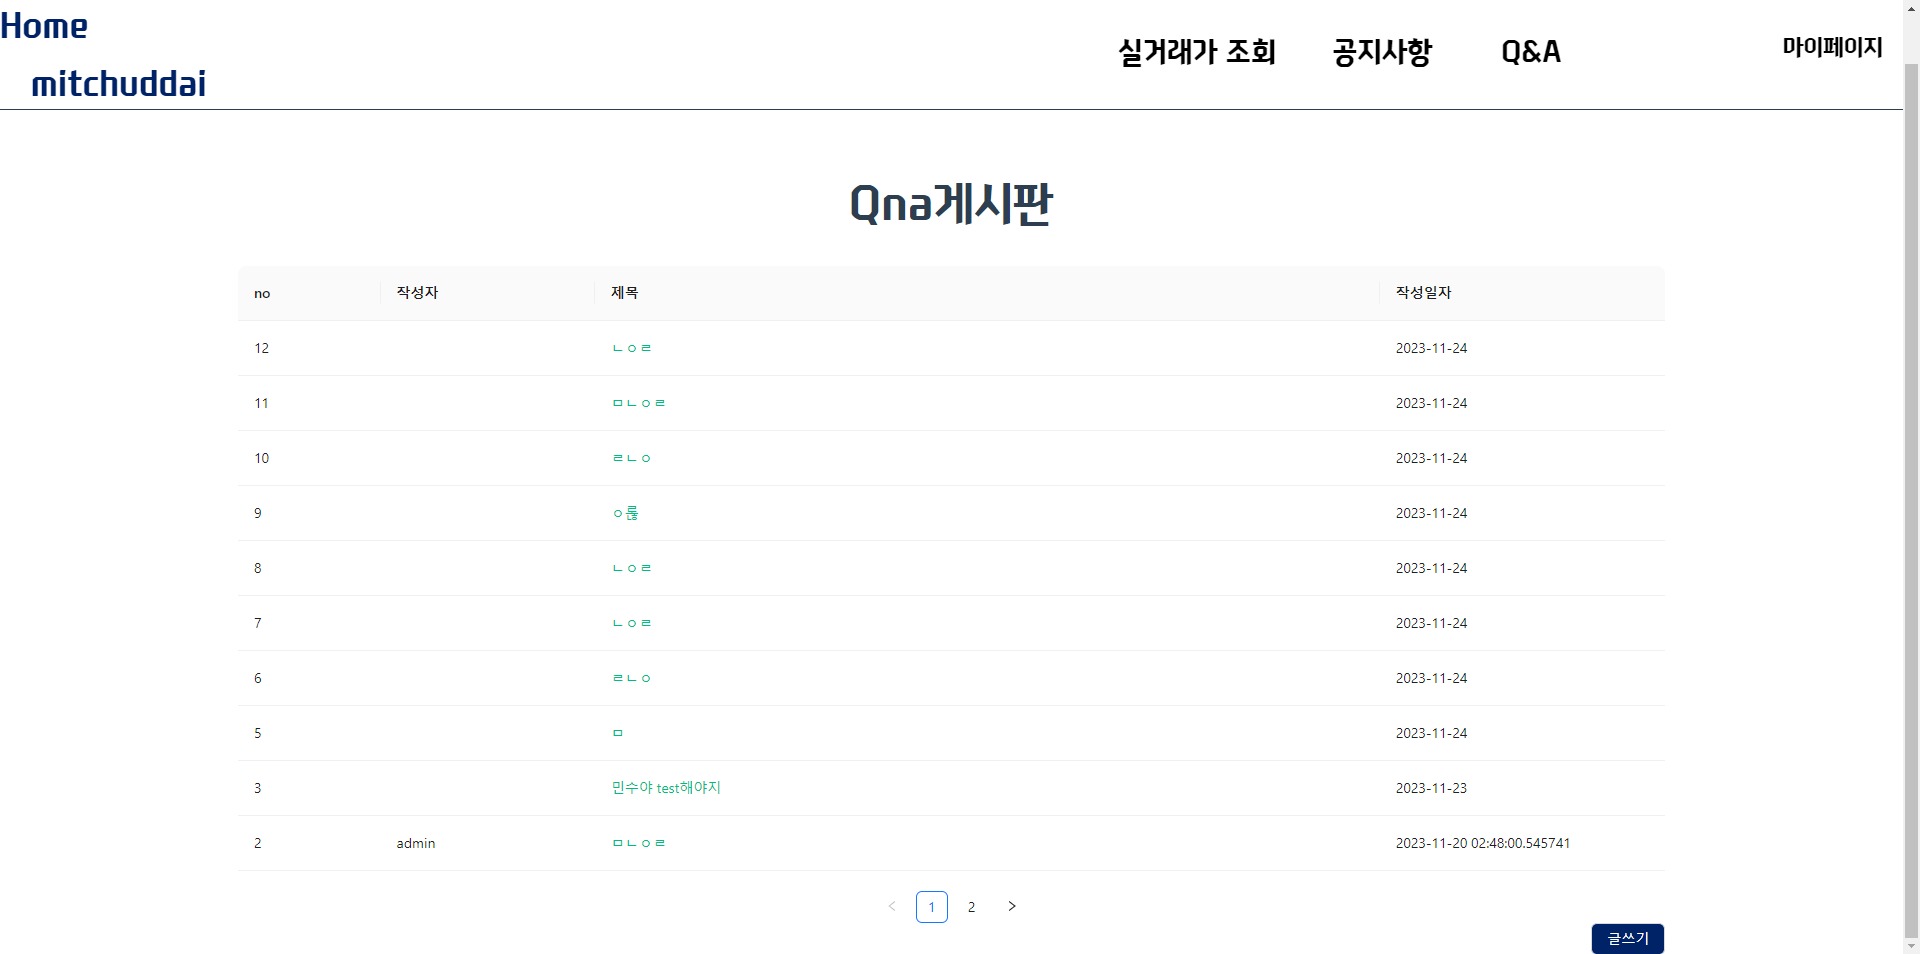 Home
mitchuddai
실거래가 조회 공지사항 Q&A 마이페이지
Qna게시판
no 작성자 제목 작성일자
12 ㄴㅇㄹ 2023-11-24
11 ㅁㄴㅇㄹ 2023-11-24
10 ㄹㄴㅇ 2023-11-24
9 2023-11-24
8 ㄴㅇㄹ 2023-11-24
7 ㄴㅇㄹ 2023-11-24
6 ㄹㄴㅇ 2023-11-24
5 ㅁ 2023-11-24
3 민수야 test해야지 2023-11-23
2 admin ㅁㄴㅇㄹ 2023-11-20 02:48:00.545741
1 2
글쓰기